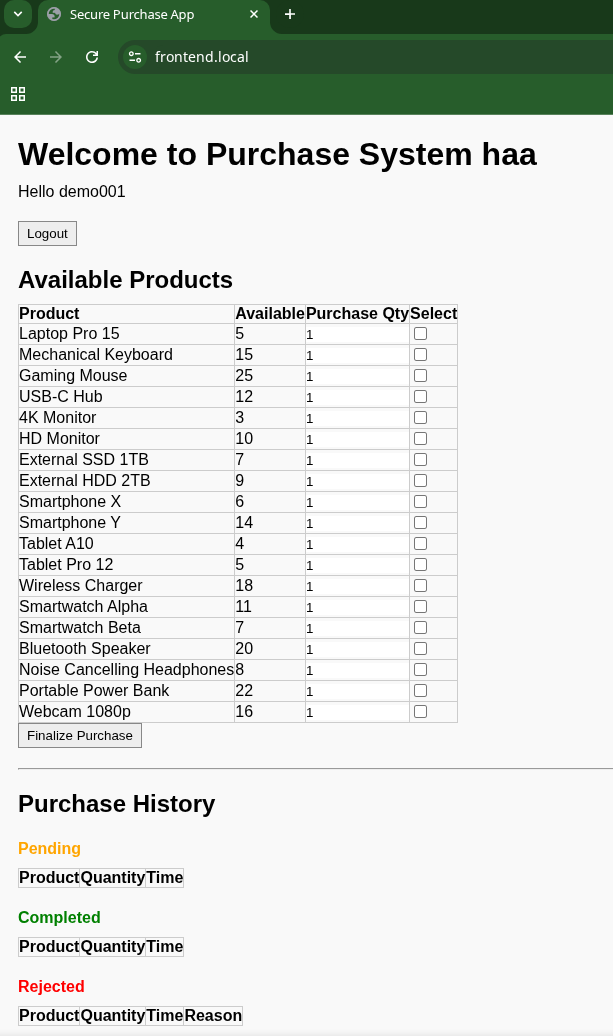 Secure Purchase App
frontend.local
Welcome to Purchase System haa
Hello demo001
Logout
Available Products
Product Available Purchase Qty Select
Laptop Pro 15 5 1
Mechanical Keyboard 15 1
Gaming Mouse 25 1
USB-C Hub 12 1
4K Monitor 3 1
HD Monitor 10 1
External SSD 1TB 7 1
External HDD 2TB 9 1
Smartphone X 6 1
Smartphone Y 14 1
Tablet A10 4 1
Tablet Pro 12 5 1
Wireless Charger 18 1
Smartwatch Alpha 11 1
Smartwatch Beta 7 1
Bluetooth Speaker 20 1
Noise Cancelling Headphones 8 1
Portable Power Bank 22 1
Webcam 1080p 16 1
Finalize Purchase
Purchase History
Pending
Product Quantity Time
Completed
Product Quantity Time
Rejected
Product Quantity Time Reason